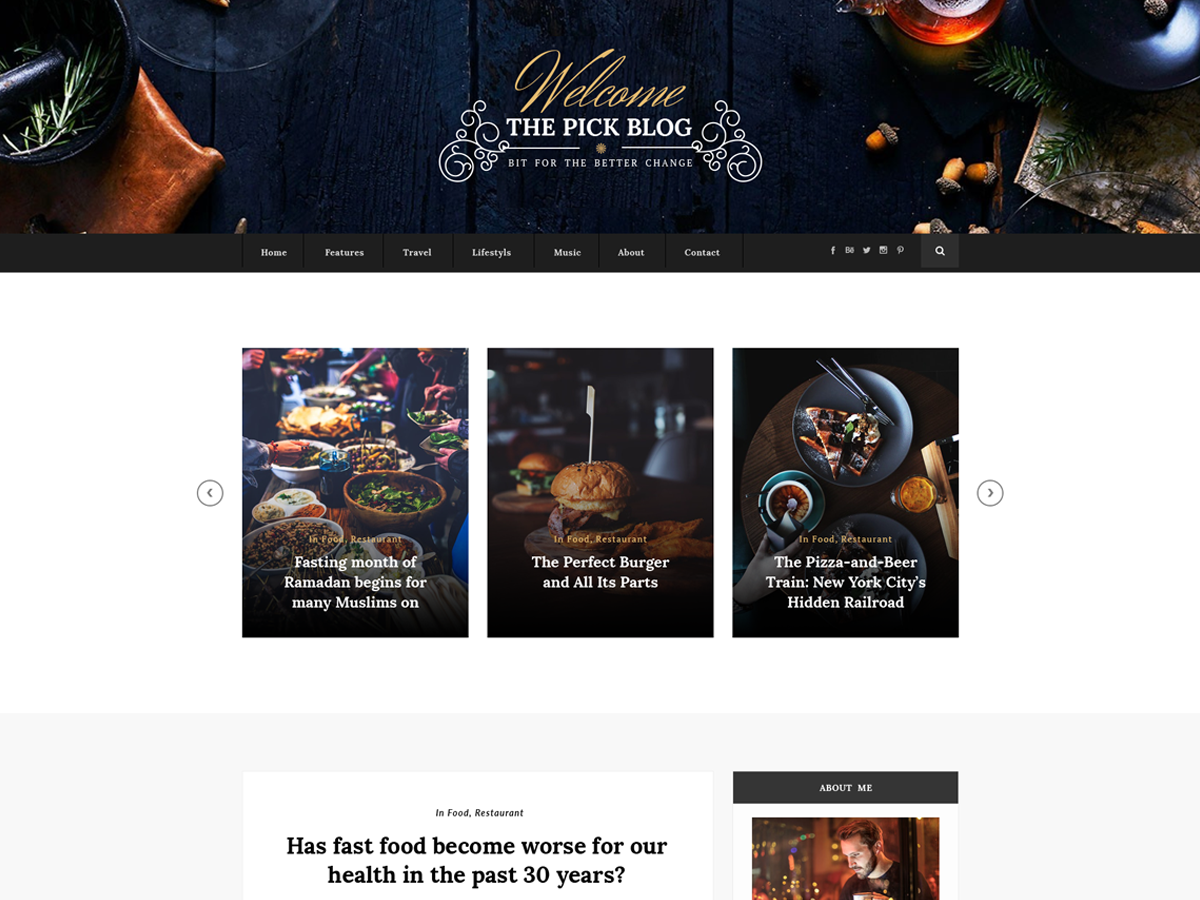 Welcome
THE PICK BLOG
BIT FOR THE BETTER CHANGE
Home
Features
Travel
Lifestyls
Music
About
Contact
Bē
In Food, Restaurant
Fasting month of
Ramadan begins for
many Muslims on
In Food, Restaurant
The Perfect Burger
and All Its Parts
In Food, Restaurant
The Pizza-and-Beer
Train: New York City's
Hidden Railroad
In Food, Restaurant
Has fast food become worse for our
health in the past 30 years?
ABOUT ME